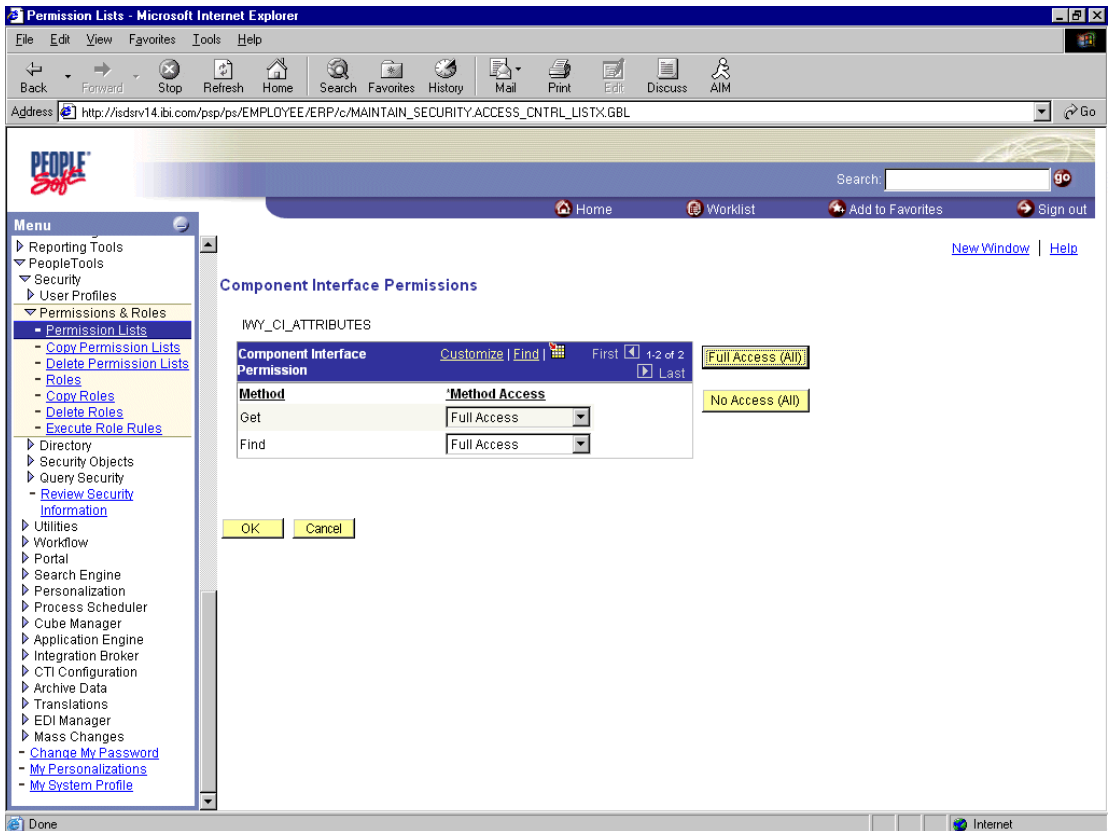 Permission Lists - Microsoft Internet Explorer
File Edit View Favorites Tools Help
Back Forward Stop Refresh Home Search Favorites History Mail Print Edit Discuss AIM
Address http://isdsrv14.ibi.com/psp/ps/EMPLOYEE/ERP/c/MAINTAIN_SECURITY.ACCESS_CNTRL_LISTX.GBL Go
PEOPLE Soft
Search: go
Home Worklist Add to Favorites Sign out
Menu
Reporting Tools
PeopleTools
Security
User Profiles
Permissions & Roles
Permission Lists
Copy Permission Lists
Delete Permission Lists
Roles
Copy Roles
Delete Roles
Execute Role Rules
Directory
Security Objects
Query Security
Review Security
Information
Utilities
Workflow
Portal
Search Engine
Personalization
Process Scheduler
Cube Manager
Application Engine
Integration Broker
CTI Configuration
Archive Data
Translations
EDI Manager
Mass Changes
Change My Password
My Personalizations
My System Profile
New Window | Help
Component Interface Permissions
IWY_CI_ATTRIBUTES
Component Interface Permission Customize | Find | First 1-2 of 2 Last
Method *Method Access
Get Full Access
Find Full Access
Full Access (All)
No Access (All)
OK Cancel
Done Internet